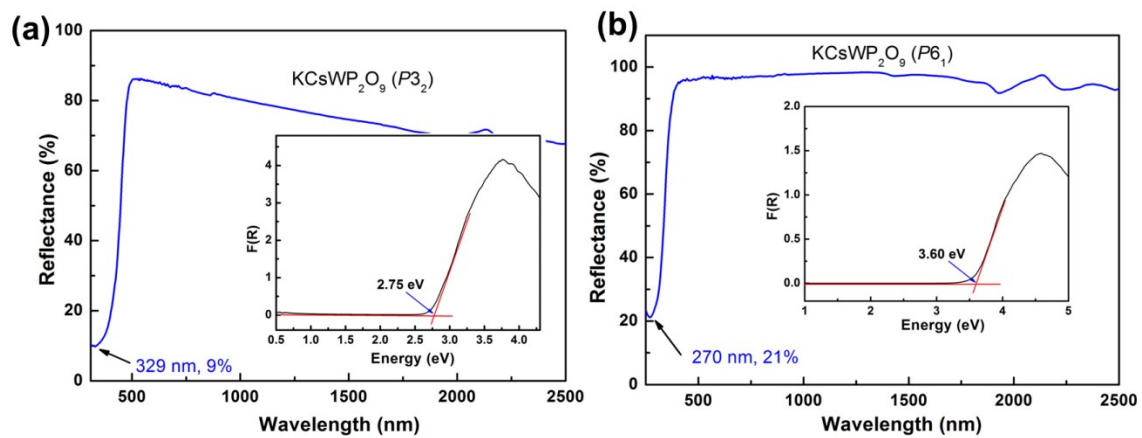 (a)
KCsWP₂O₉ (P3₂)
Reflectance (%)
100
80
60
40
20
0
500
1000
1500
2000
2500
Wavelength (nm)
329 nm, 9%
F(R)
4
3
2
1
0
0.5 1.0 1.5 2.0 2.5 3.0 3.5 4.0
Energy (eV)
2.75 eV
(b)
KCsWP₂O₉ (P6₁)
Reflectance (%)
100
80
60
40
20
0
500
1000
1500
2000
2500
Wavelength (nm)
270 nm, 21%
F(R)
2.0
1.5
1.0
0.5
0.0
1 2 3 4 5
Energy (eV)
3.60 eV